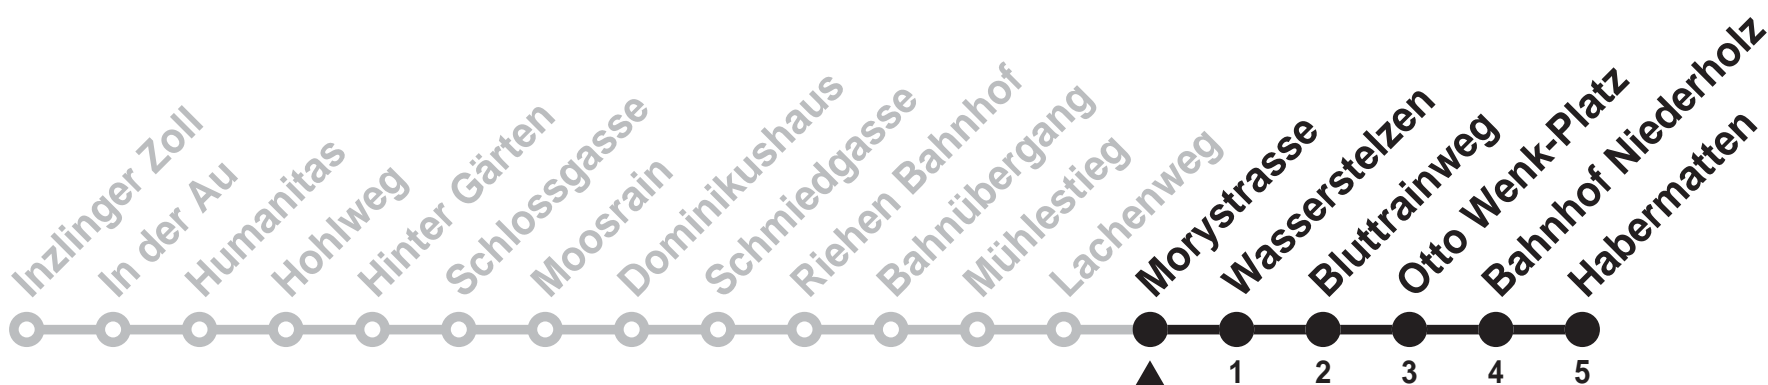 Inzlinger Zoll
In der Au
Humanitas
Hohlweg
Hinter Gärten
Schlossgasse
Moosrain
Dominikushaus
Schmiedgasse
Riehen Bahnhof
Bahnübergang
Mühlestieg
Lachenweg
Morystrasse
Wasserstelzen
Bluttrainweg
Otto Wenk-Platz
Bahnhof Niederholz
Habermatten
1 2 3 4 5